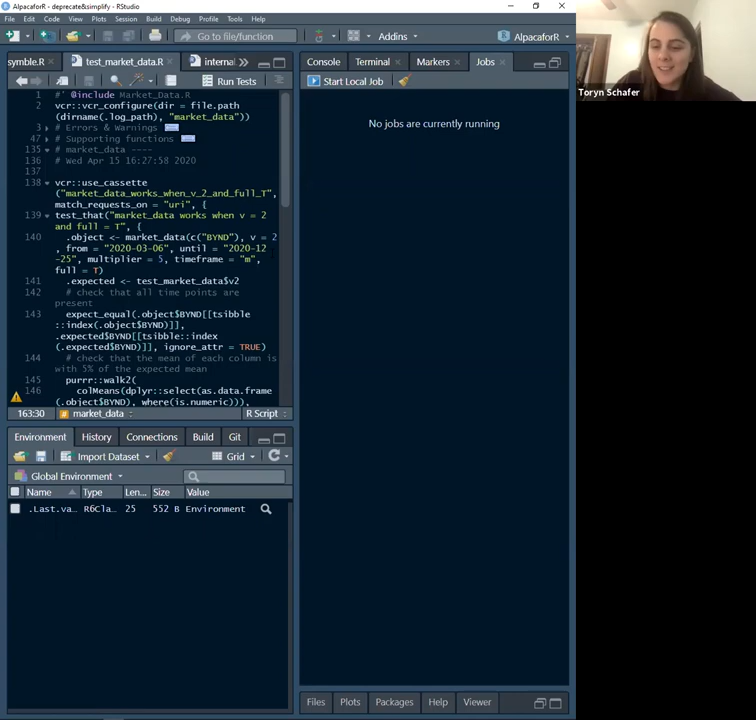 AlpacaforR - deprecate&simplify - RStudio
File Edit Code View Plots Session Build Debug Profile Tools Help
Go to file/function Addins AlpacaforR
symble.R test_market_data.R internal
Run Tests
1 #' @include Market_Data.R
2 vcr::vcr_configure(dir = file.path
(dirname(.log_path), "market_data"))
3 # Errors & Warnings
47 # Supporting functions
135 # market_data ----
136 # Wed Apr 15 16:27:58 2020
137
138 vcr::use_cassette
("market_data_works_when_v_2_and_full_T",
match_requests_on = "uri", {
139 test_that("market_data works when v = 2
and full = T", {
140 .object <- market_data(c("BYND"), v = 2
, from = "2020-03-06", until = "2020-12
-25", multiplier = 5, timeframe = "m",
full = T)
141 .expected <- test_market_data$v2
142 # check that all time points are
present
143 expect_equal(.object$BYND[[tsibble
::index(.object$BYND)]],
.expected$BYND[[tsibble::index
(.expected$BYND)]], ignore_attr = TRUE)
144 # check that the mean of each column is
with 5% of the expected mean
145 purrr::walk2(
146 colMeans(dplyr::select(as.data.frame
(.object$BYND), where(is.numeric))),
163:30 market_data R Script
Environment History Connections Build Git
Import Dataset Grid
Global Environment
Name Type Len... Size Value
.Last.va... R6Cla... 25 552 B Environment
Console Terminal Markers Jobs
Start Local Job
No jobs are currently running
Files Plots Packages Help Viewer
Toryn Schafer